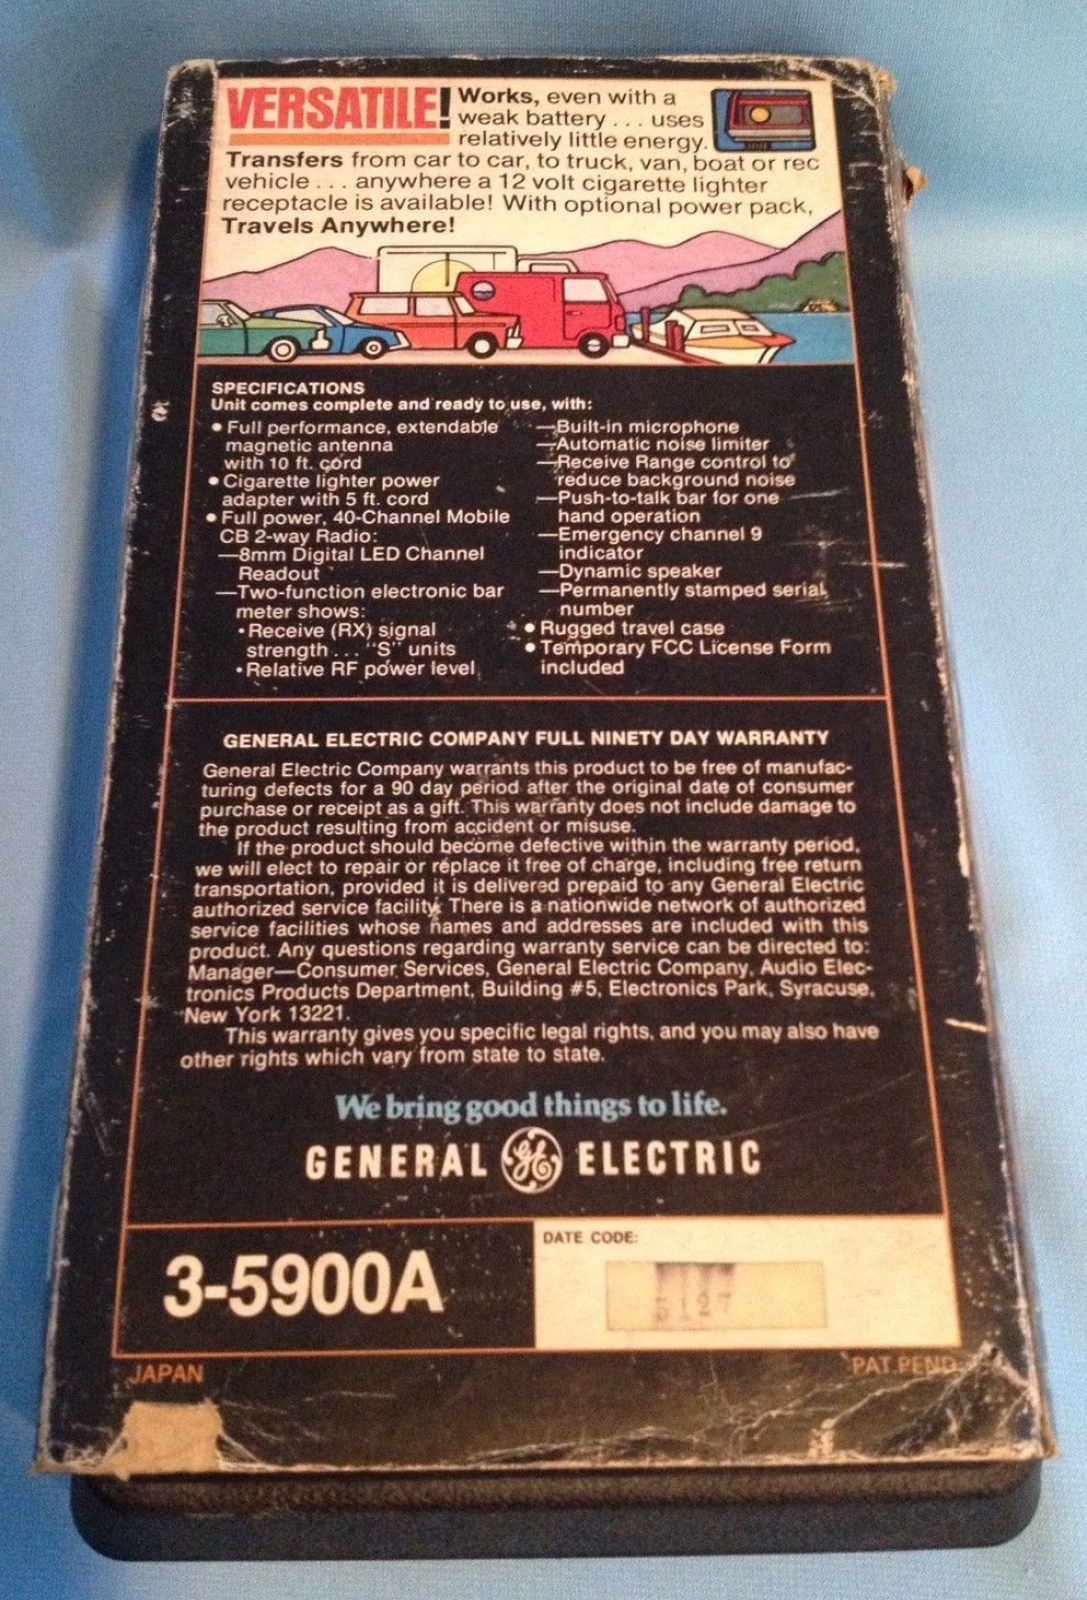 VERSATILE! Works, even with a
weak battery . . . uses
relatively little energy.
Transfers from car to car, to truck, van, boat or rec
vehicle . . . anywhere a 12 volt cigarette lighter
receptacle is available! With optional power pack,
Travels Anywhere!
SPECIFICATIONS
Unit comes complete and ready to use, with:
• Full performance, extendable
magnetic antenna
with 10 ft. cord
• Cigarette lighter power
adapter with 5 ft. cord
• Full power, 40-Channel Mobile
CB 2-way Radio:
—8mm Digital LED Channel
Readout
—Two-function electronic bar
meter shows:
• Receive (RX) signal
strength . . . "S" units
• Relative RF power level
—Built-in microphone
—Automatic noise limiter
—Receive Range control to
reduce background noise
—Push-to-talk bar for one
hand operation
—Emergency channel 9
indicator
—Dynamic speaker
—Permanently stamped serial
number
• Rugged travel case
• Temporary FCC License Form
included
GENERAL ELECTRIC COMPANY FULL NINETY DAY WARRANTY
General Electric Company warrants this product to be free of manufac-
turing defects for a 90 day period after the original date of consumer
purchase or receipt as a gift. This warranty does not include damage to
the product resulting from accident or misuse.
If the product should become defective within the warranty period,
we will elect to repair or replace it free of charge, including free return
transportation, provided it is delivered prepaid to any General Electric
authorized service facility. There is a nationwide network of authorized
service facilities whose names and addresses are included with this
product. Any questions regarding warranty service can be directed to:
Manager—Consumer Services, General Electric Company, Audio Elec-
tronics Products Department, Building #5, Electronics Park, Syracuse,
New York 13221.
This warranty gives you specific legal rights, and you may also have
other rights which vary from state to state.
We bring good things to life.
GENERAL GE ELECTRIC
3-5900A
DATE CODE:
5127
JAPAN
PAT. PEND.